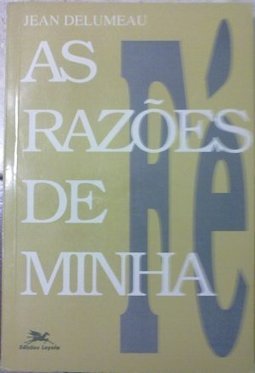 JEAN DELUMEAU
AS
RAZÕES
DE
MINHA
Fé
Edições Loyola